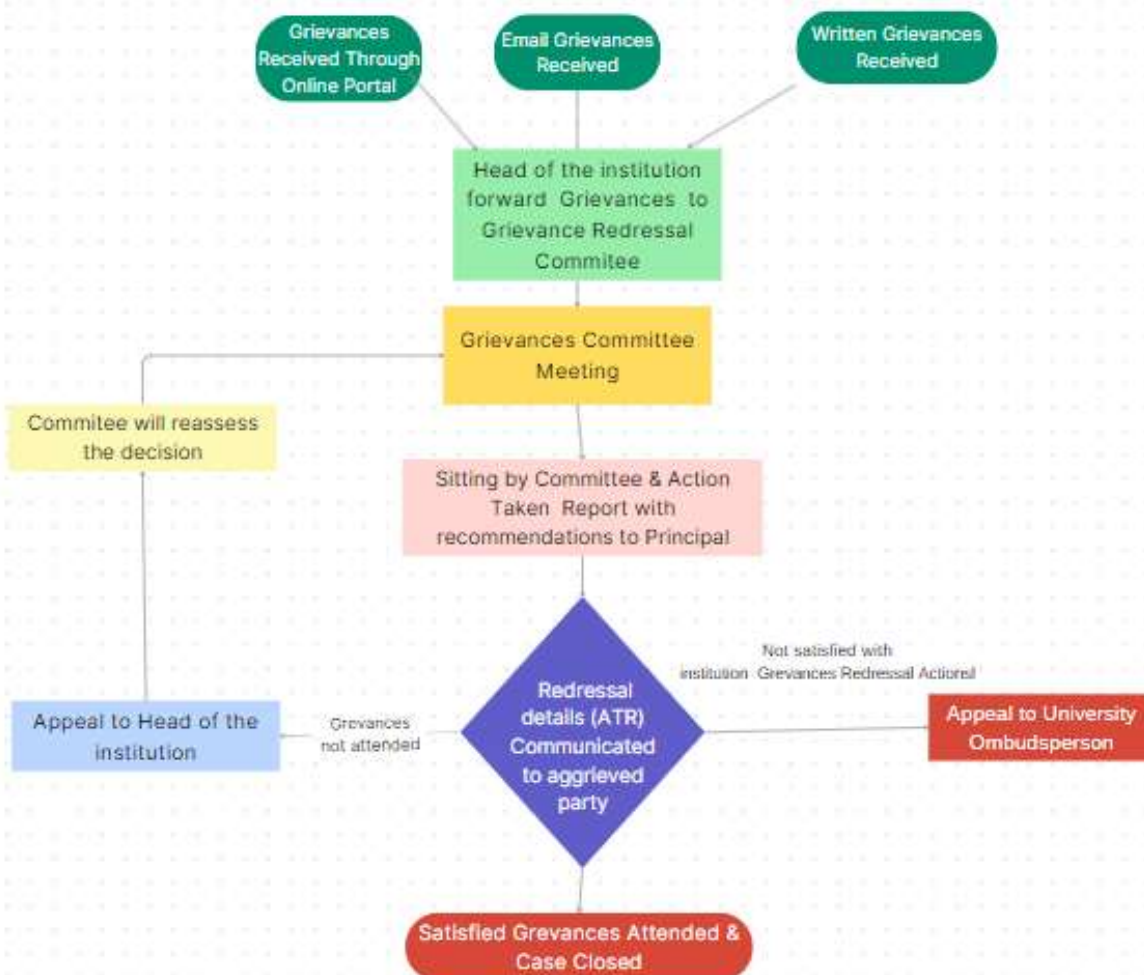 Grievances
Received Through
Online Portal
Email Grievances
Received
Written Grievances
Received
Head of the institution
forward Grievances to
Grievance Redressal
Commitee
Grievances Committee
Meeting
Commitee will reassess
the decision
Sitting by Committee & Action
Taken Report with
recommendations to Principal
Not satisfied with
institution Grevances Redressal Actions!
Redressal
details (ATR)
Communicated
to aggrieved
party
Appeal to Head of the
institution
Grevances
not attended
Appeal to University
Ombudsperson
Satisfied Grevances Attended &
Case Closed